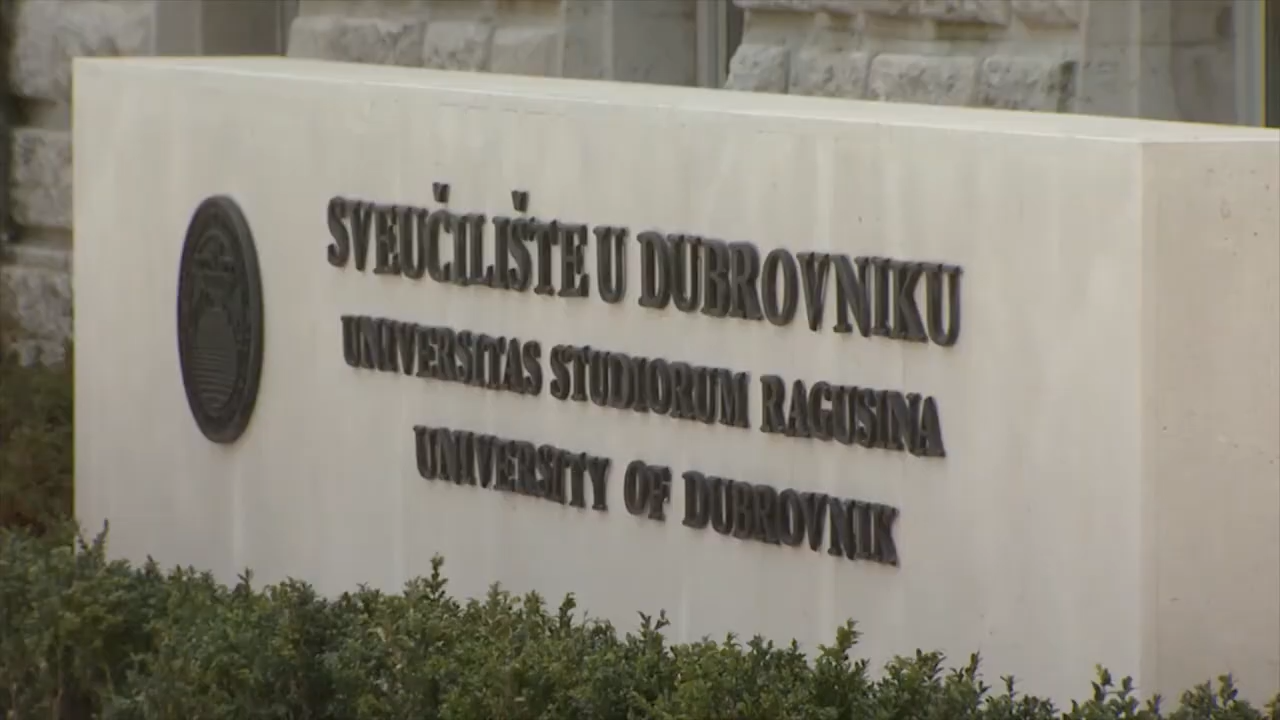 SVEUČILIŠTE U DUBROVNIKU
UNIVERSITAS STUDIORUM RAGUSINA
UNIVERSITY OF DUBROVNIK